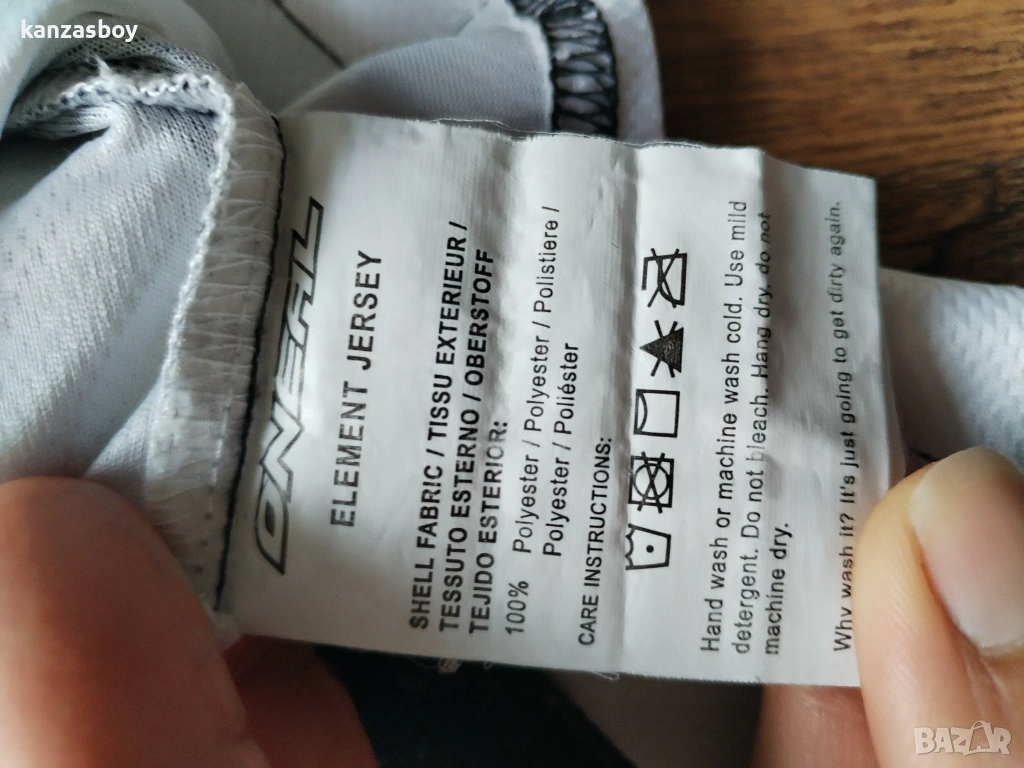 kanzasboy
ONEAL
ELEMENT JERSEY
SHELL FABRIC / TISSU EXTERIEUR /
TESSUTO ESTERNO / OBERSTOFF
TEJIDO ESTERIOR:
100% Polyester / Polyester / Polistiere /
Polyester / Poliéster
CARE INSTRUCTIONS:
Hand wash or machine wash cold. Use mild
detergent. Do not bleach. Hang dry, do not
machine dry.
Why wash it? It's just going to get dirty again.
BAZAR